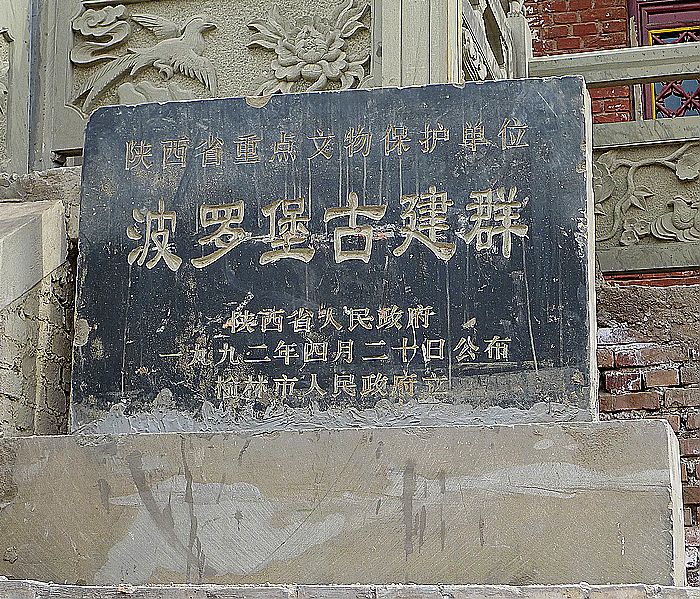 陕西省重点文物保护单位
波罗堡古建群
陕西省人民政府
一九九二年四月二十日公布
榆林市人民政府立